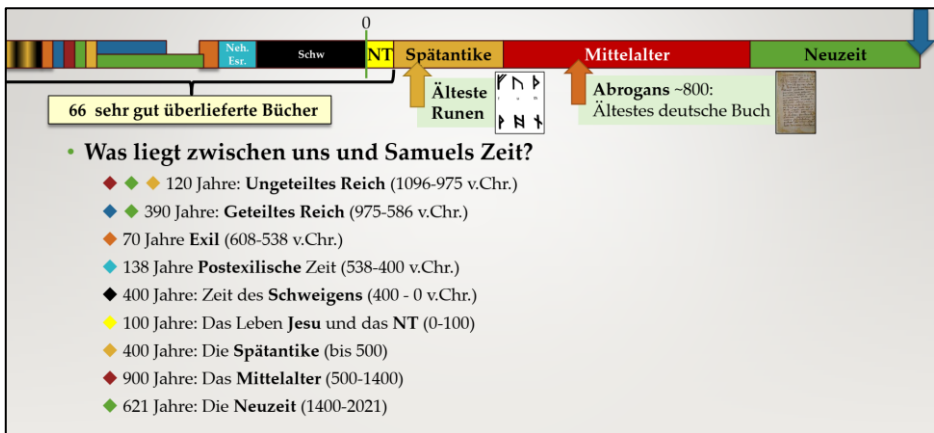 0
Neh.
Esr.
Schw
NT
Spätantike
Mittelalter
Neuzeit
66 sehr gut überlieferte Bücher
Älteste
Runen
Abrogans ~800:
Ältestes deutsche Buch
• Was liegt zwischen uns und Samuels Zeit?
120 Jahre: Ungeteiltes Reich (1096-975 v.Chr.)
390 Jahre: Geteiltes Reich (975-586 v.Chr.)
70 Jahre Exil (608-538 v.Chr.)
138 Jahre Postexilische Zeit (538-400 v.Chr.)
400 Jahre: Zeit des Schweigens (400 - 0 v.Chr.)
100 Jahre: Das Leben Jesu und das NT (0-100)
400 Jahre: Die Spätantike (bis 500)
900 Jahre: Das Mittelalter (500-1400)
621 Jahre: Die Neuzeit (1400-2021)